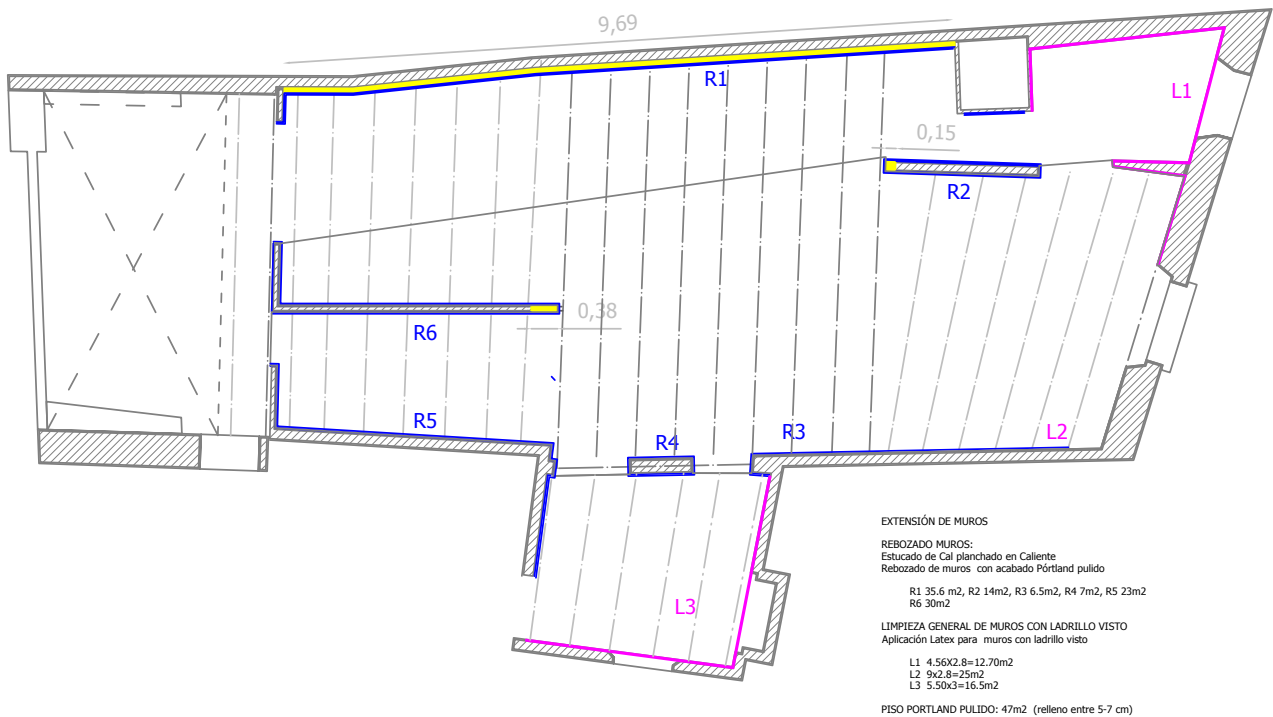 9,69
R1
L1
0,15
R2
0,38
R6
R5
R4
R3
L2
L3
EXTENSIÓN DE MUROS
REBOZADO MUROS:
Estucado de Cal planchado en Caliente
Rebozado de muros con acabado Pórtland pulido
R1 35.6 m2, R2 14m2, R3 6.5m2, R4 7m2, R5 23m2
R6 30m2
LIMPIEZA GENERAL DE MUROS CON LADRILLO VISTO
Aplicación Latex para muros con ladrillo visto
L1 4.56X2.8=12.70m2
L2 9x2.8=25m2
L3 5.50x3=16.5m2
PISO PORTLAND PULIDO: 47m2 (relleno entre 5-7 cm)